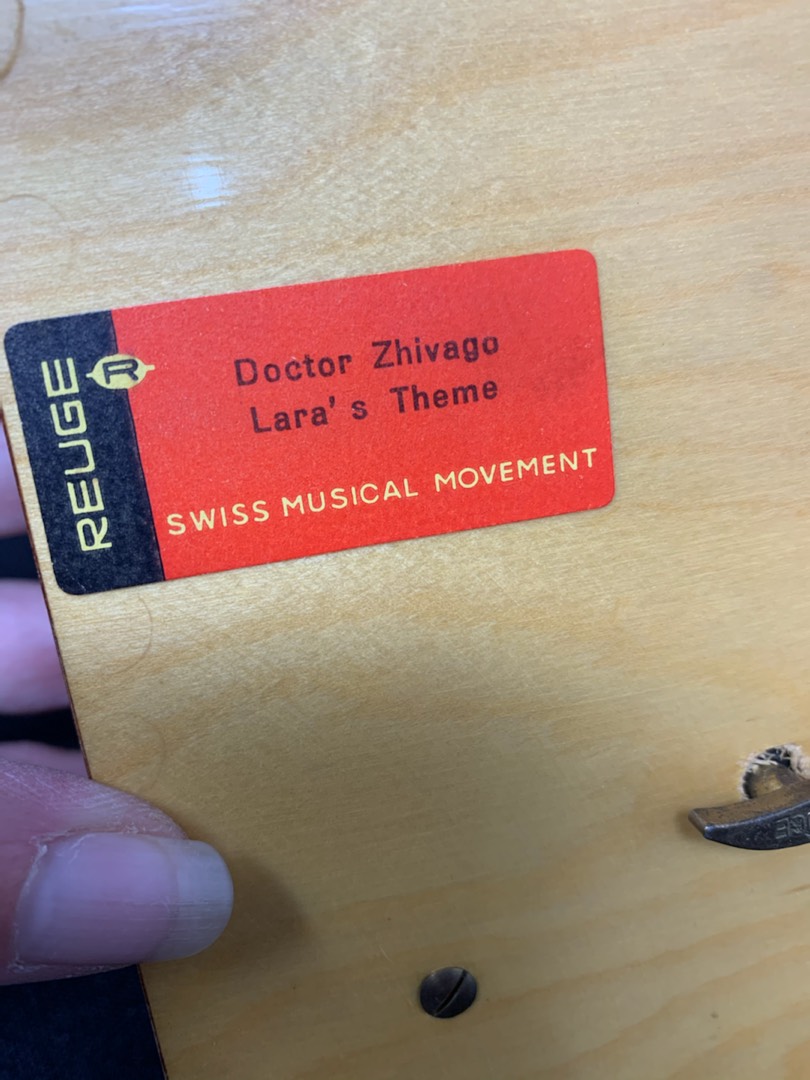 REUGE
R
Doctor Zhivago
Lara's Theme
SWISS MUSICAL MOVEMENT